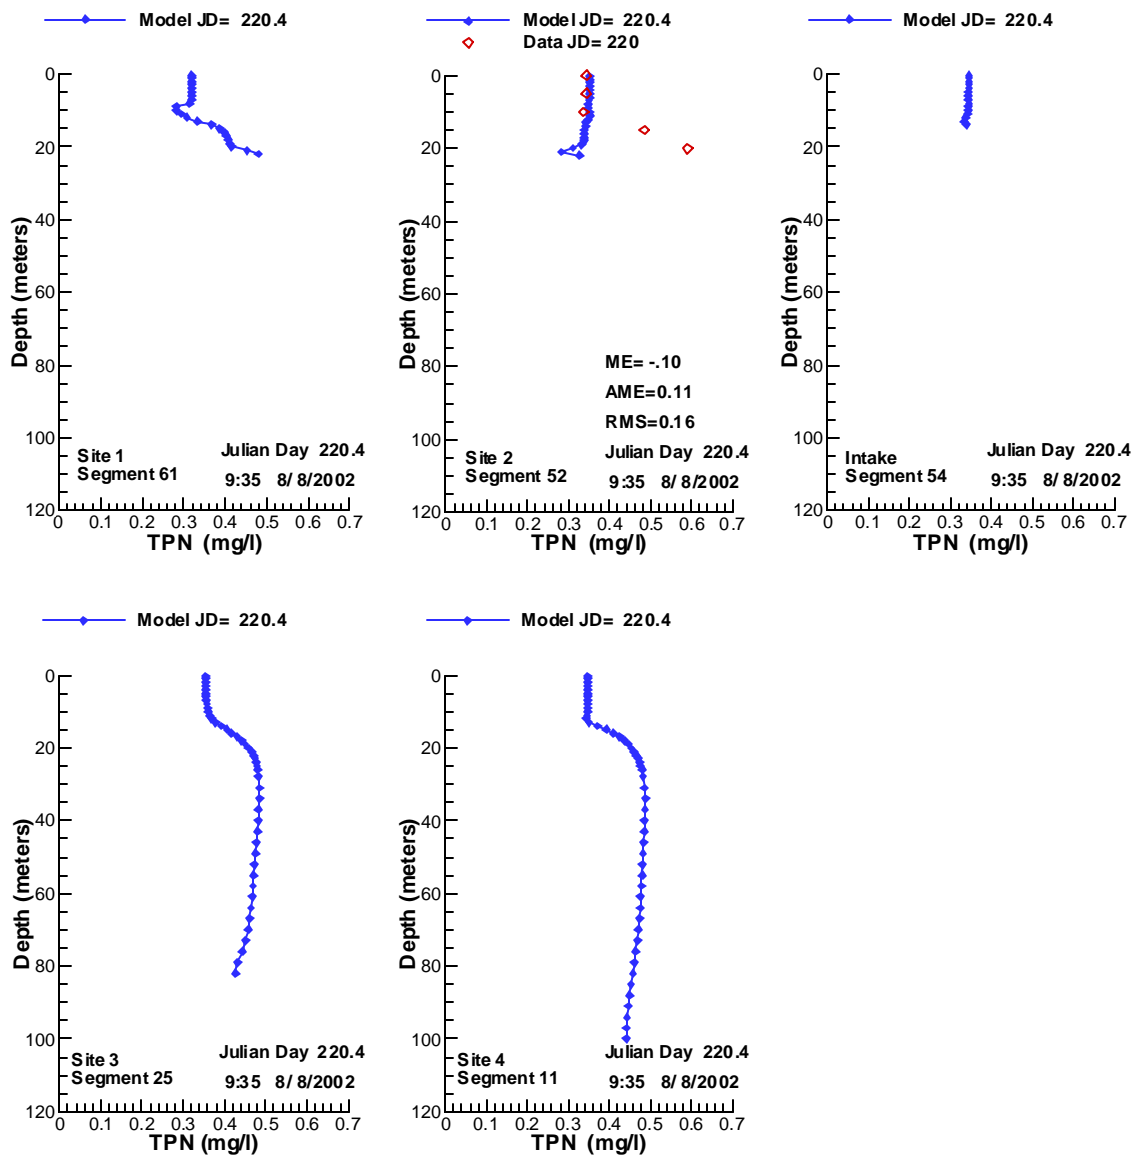 Model JD= 220.4
0
20
40
60
80
100
120
Depth (meters)
Site 1
Segment 61
Julian Day 220.4
9:35 8/ 8/2002
0 0.1 0.2 0.3 0.4 0.5 0.6 0.7
TPN (mg/l)
Model JD= 220.4
Data JD= 220
0
20
40
60
80
100
120
Depth (meters)
ME= -.10
AME=0.11
RMS=0.16
Site 2
Segment 52
Julian Day 220.4
9:35 8/ 8/2002
0 0.1 0.2 0.3 0.4 0.5 0.6 0.7
TPN (mg/l)
Model JD= 220.4
0
20
40
60
80
100
120
Depth (meters)
Intake
Segment 54
Julian Day 220.4
9:35 8/ 8/2002
0 0.1 0.2 0.3 0.4 0.5 0.6 0.7
TPN (mg/l)
Model JD= 220.4
0
20
40
60
80
100
120
Depth (meters)
Site 3
Segment 25
Julian Day 220.4
9:35 8/ 8/2002
0 0.1 0.2 0.3 0.4 0.5 0.6 0.7
TPN (mg/l)
Model JD= 220.4
0
20
40
60
80
100
120
Depth (meters)
Site 4
Segment 11
Julian Day 220.4
9:35 8/ 8/2002
0 0.1 0.2 0.3 0.4 0.5 0.6 0.7
TPN (mg/l)